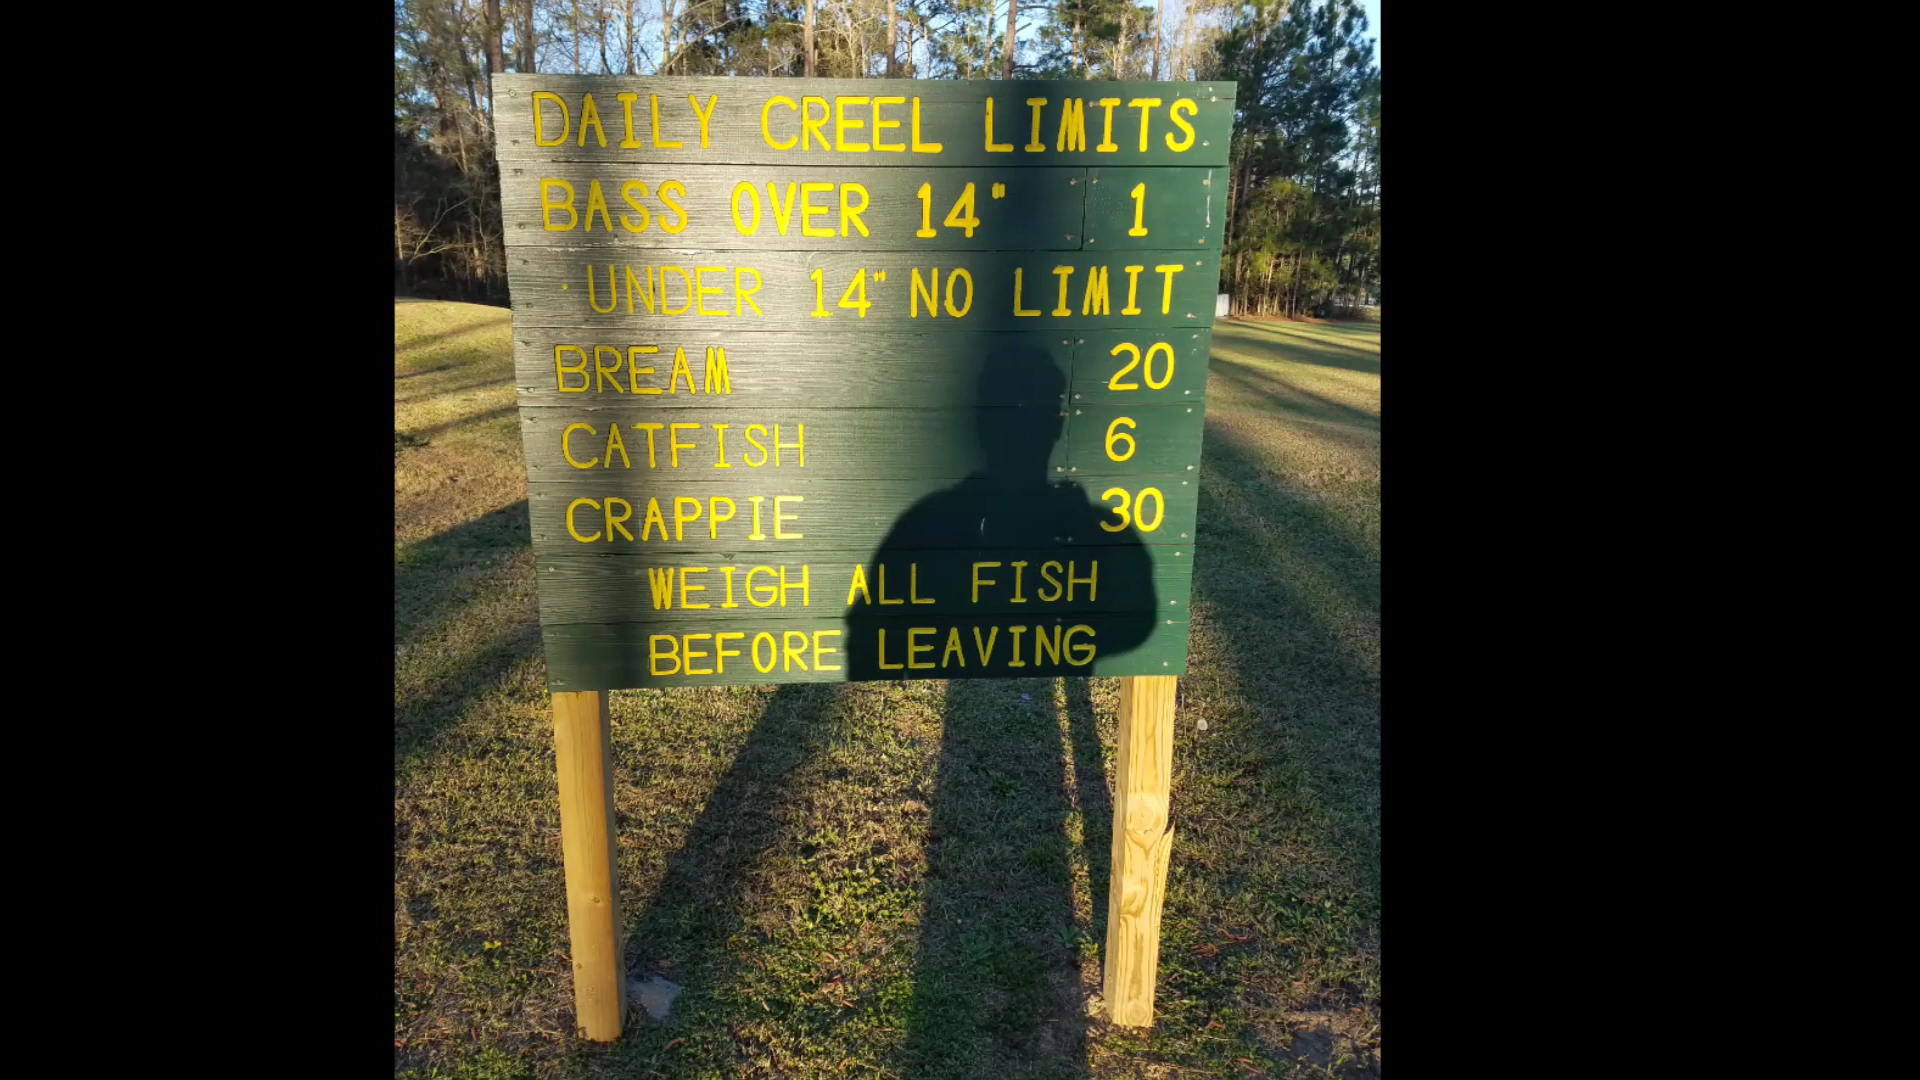 DAILY CREEL LIMITS
BASS OVER 14" 1
UNDER 14" NO LIMIT
BREAM 20
CATFISH 6
CRAPPIE 30
WEIGH ALL FISH
BEFORE LEAVING